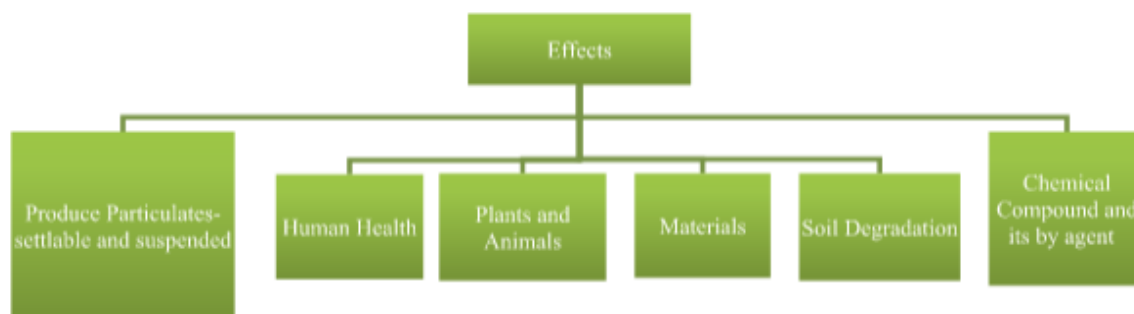 Effects
Produce Particulates-
settlable and suspended
Human Health
Plants and
Animals
Materials
Soil Degradation
Chemical
Compound and
its by agent